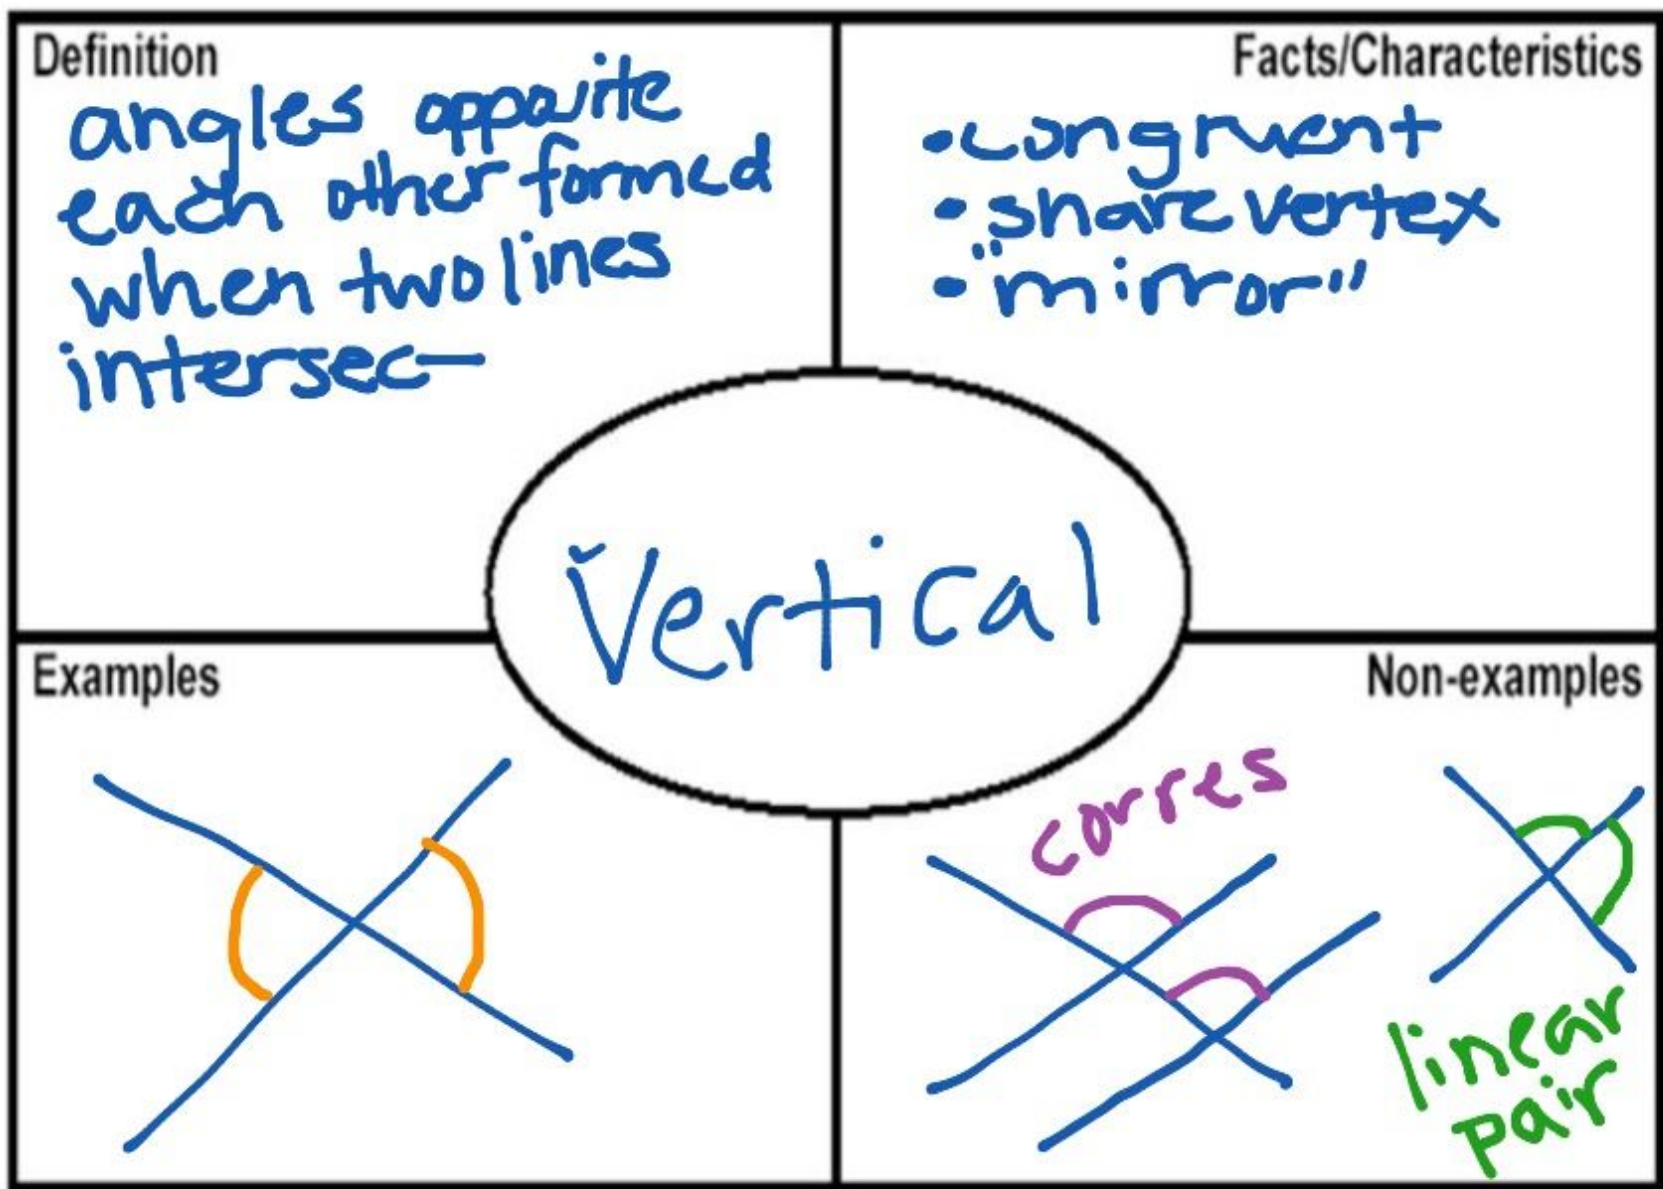 Definition
angles opposite
each other formed
when two lines
intersect
Facts/Characteristics
• congruent
• share vertex
• "mirror"
Vertical
Examples
Non-examples
corres
linear
pair